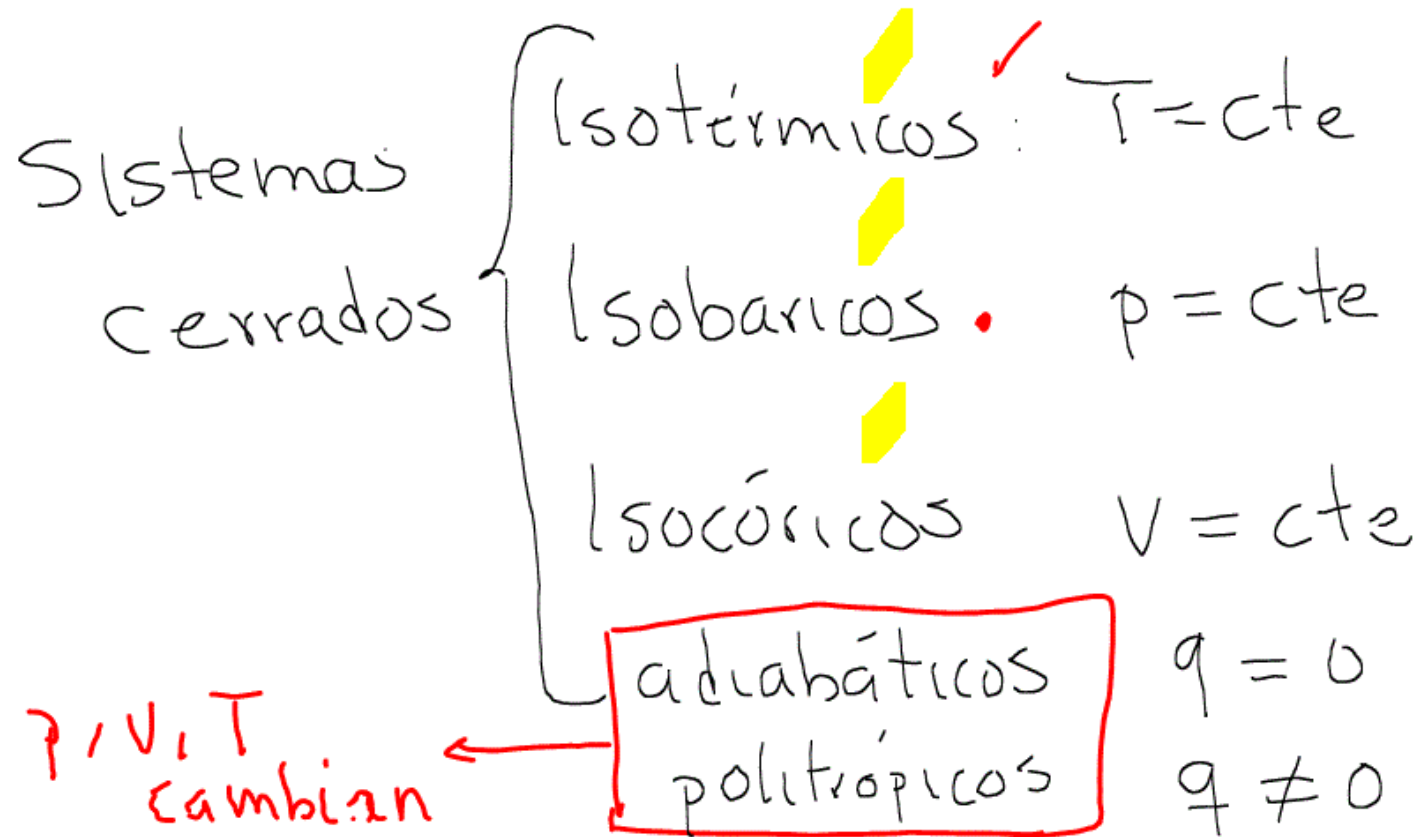 Sistemas
cerrados
Isotérmicos: T = cte
Isobaricos. p = cte
Isocóricos V = cte
adiabáticos q = 0
politrópicos q ≠ 0
p, V, T
cambian